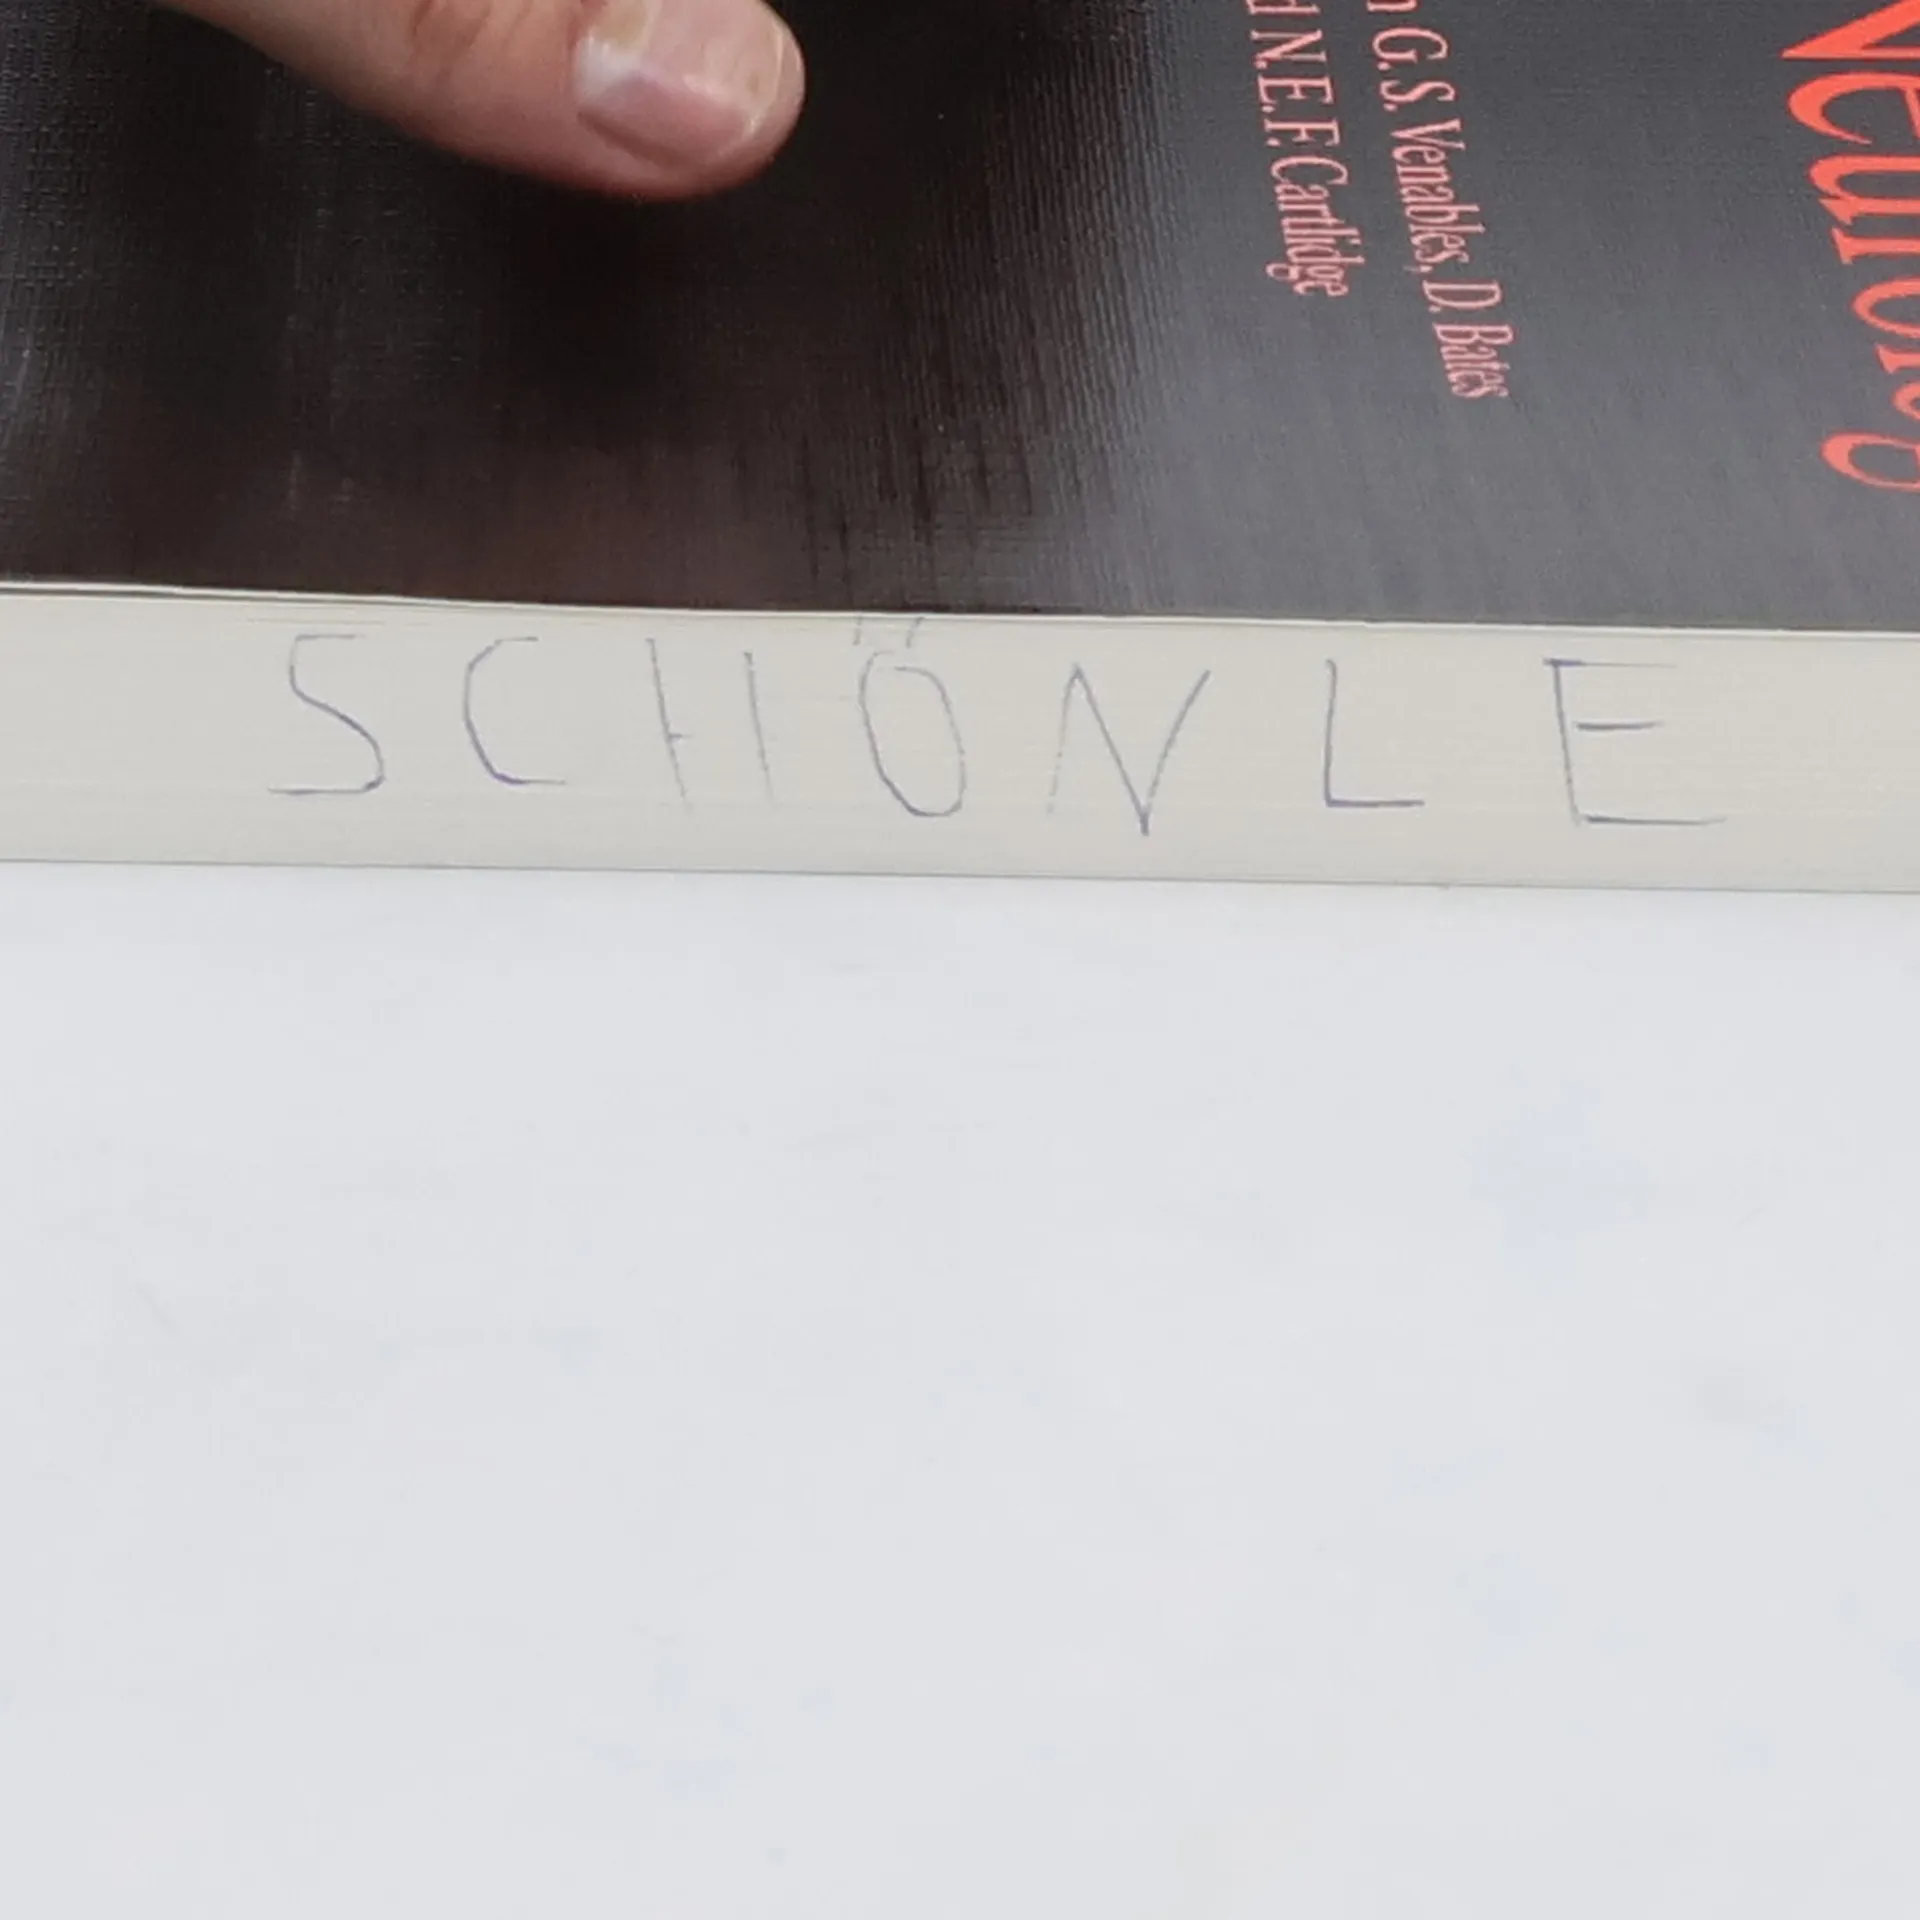 n G. S. Venables, D. Bates
d N.E.F. Cartlidge
SCHÖNLE